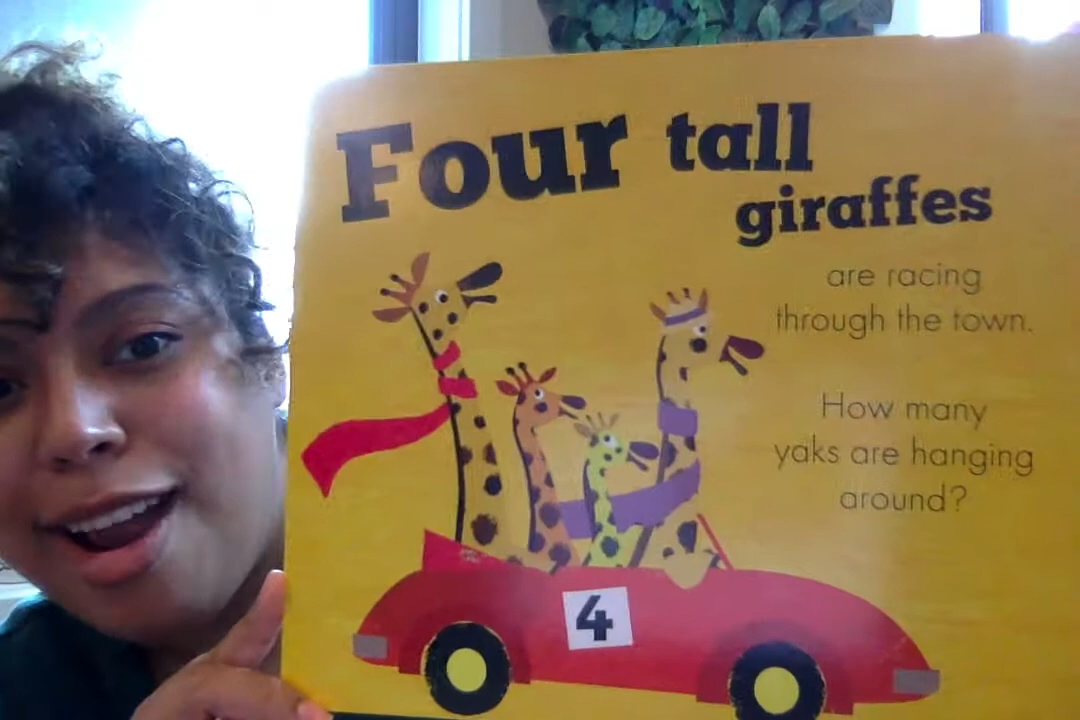 Four tall
giraffes
are racing
through the town.
How many
yaks are hanging
around?
4